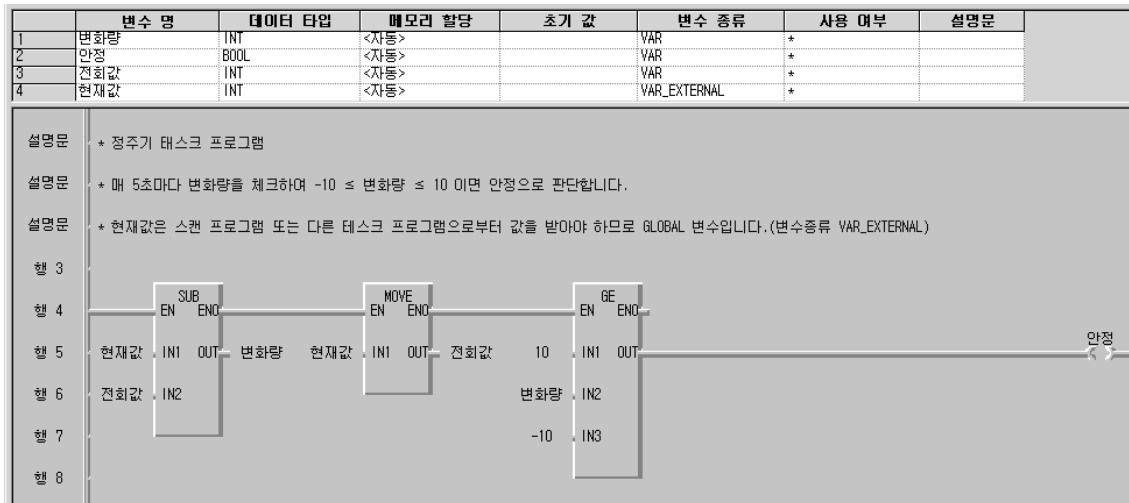 변수 명 데이터 타입 메모리 할당 초기 값 변수 종류 사용 여부 설명문
1 변화량 INT <자동> VAR *
2 안정 BOOL <자동> VAR *
3 전회값 INT <자동> VAR *
4 현재값 INT <자동> VAR_EXTERNAL *
설명문 * 정주기 태스크 프로그램
설명문 * 매 5초마다 변화량을 체크하여 -10 ≤ 변화량 ≤ 10 이면 안정으로 판단합니다.
설명문 * 현재값은 스캔 프로그램 또는 다른 테스크 프로그램으로부터 값을 받아야 하므로 GLOBAL 변수입니다.(변수종류 VAR_EXTERNAL)
행 3
SUB MOVE GE
행 4 EN ENO EN ENO EN ENO
안정
행 5 현재값 IN1 OUT 변화량 현재값 IN1 OUT 전회값 10 IN1 OUT ( )
행 6 전회값 IN2 변화량 IN2
행 7 -10 IN3
행 8